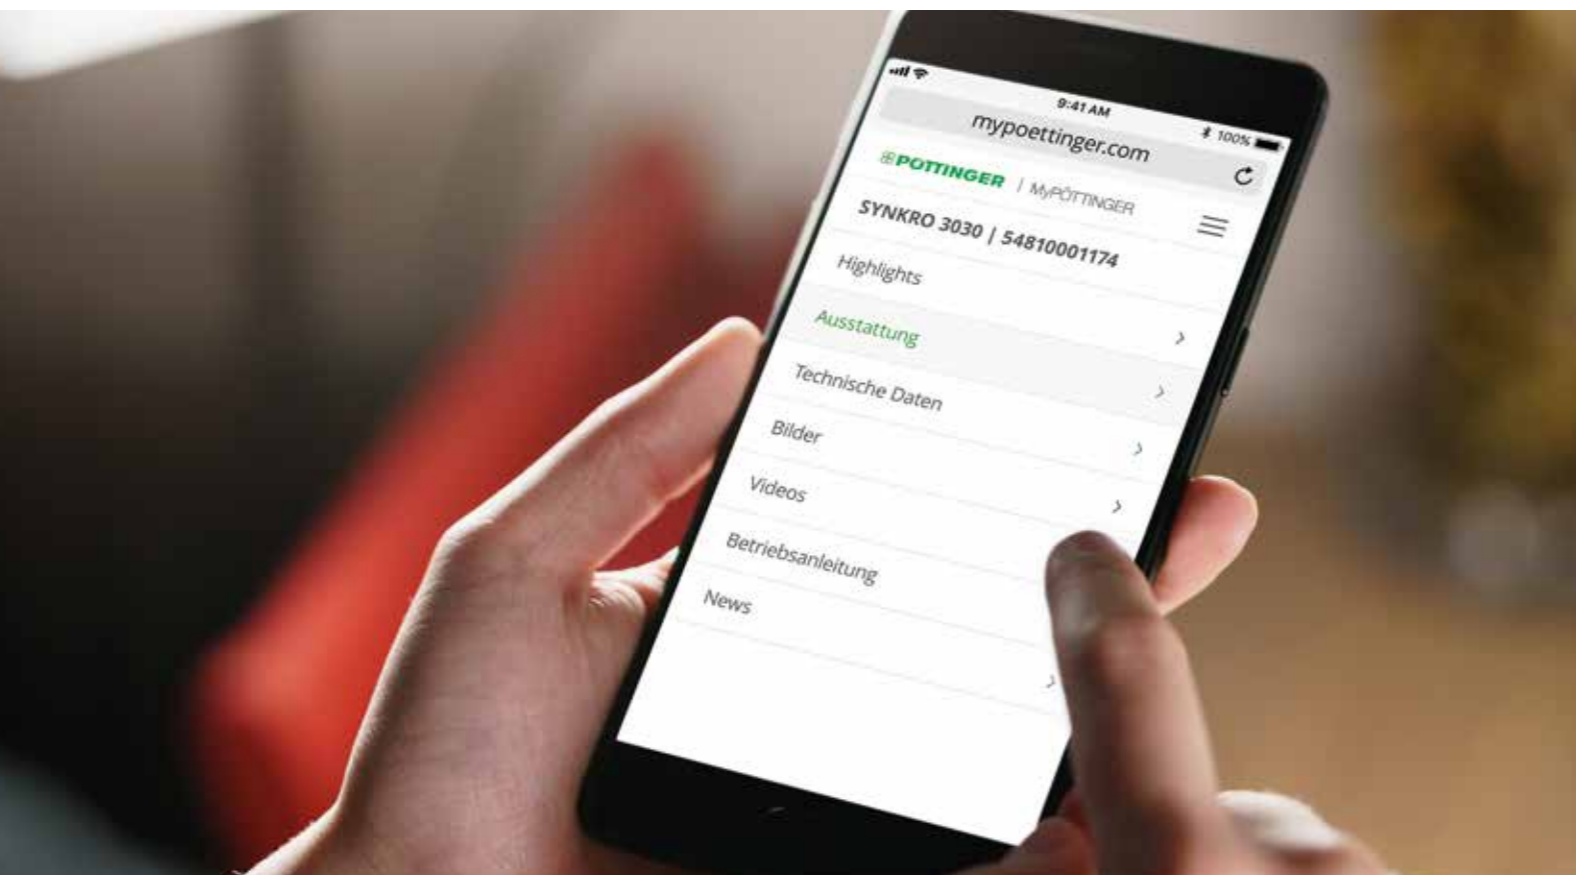 9:41 AM
100%
mypoettinger.com
PÖTTINGER | MyPÖTTINGER
SYNKRO 3030 | 54810001174
Highlights
Ausstattung
Technische Daten
Bilder
Videos
Betriebsanleitung
News